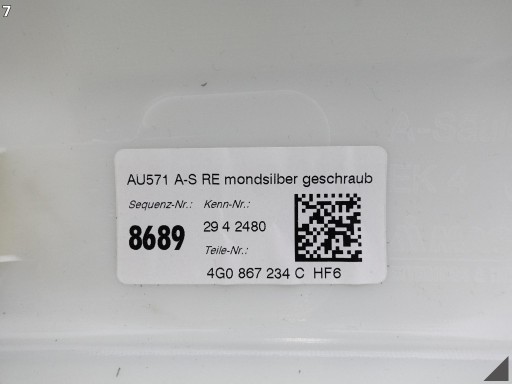 7
AU571 A-S RE mondsilber geschraub
Sequenz-Nr.: Kenn-Nr.:
8689 29 4 2480
Teile-Nr.:
4G0 867 234 C HF6